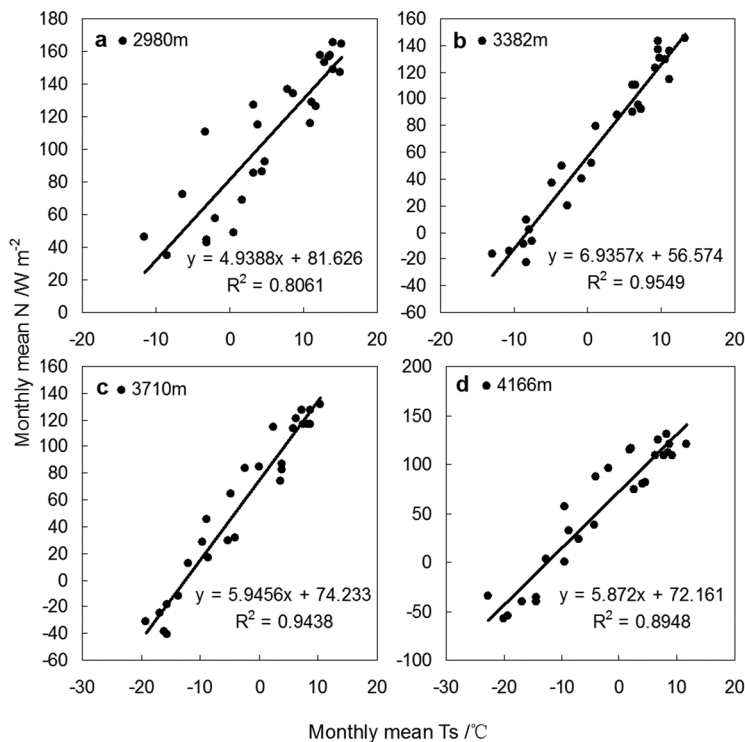 Monthly mean N /W m⁻²
a ● 2980m
180
160
140
120
100
80
60
40
20
0
y = 4.9388x + 81.626
R² = 0.8061
-20 -10 0 10 20
b ● 3382m
160
140
120
100
80
60
40
20
0
-20
-40
-60
y = 6.9357x + 56.574
R² = 0.9549
-20 -10 0 10 20
c ● 3710m
160
140
120
100
80
60
40
20
0
-20
-40
-60
y = 5.9456x + 74.233
R² = 0.9438
-30 -20 -10 0 10 20
d ● 4166m
200
150
100
50
0
-50
-100
y = 5.872x + 72.161
R² = 0.8948
-30 -20 -10 0 10 20
Monthly mean Ts /℃